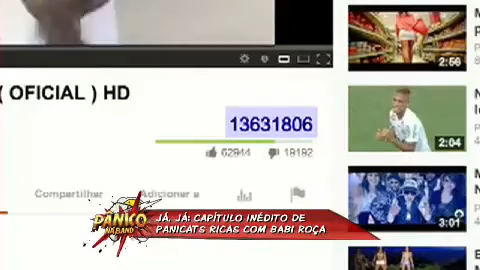 ( OFICIAL ) HD
13631806
62944 19192
Compartilhar Adicionar a
2:56
2:04
3:01
PÂNICO
NA BAND
JÁ, JÁ: CAPÍTULO INÉDITO DE
PANICATS RICAS COM BABI ROÇA